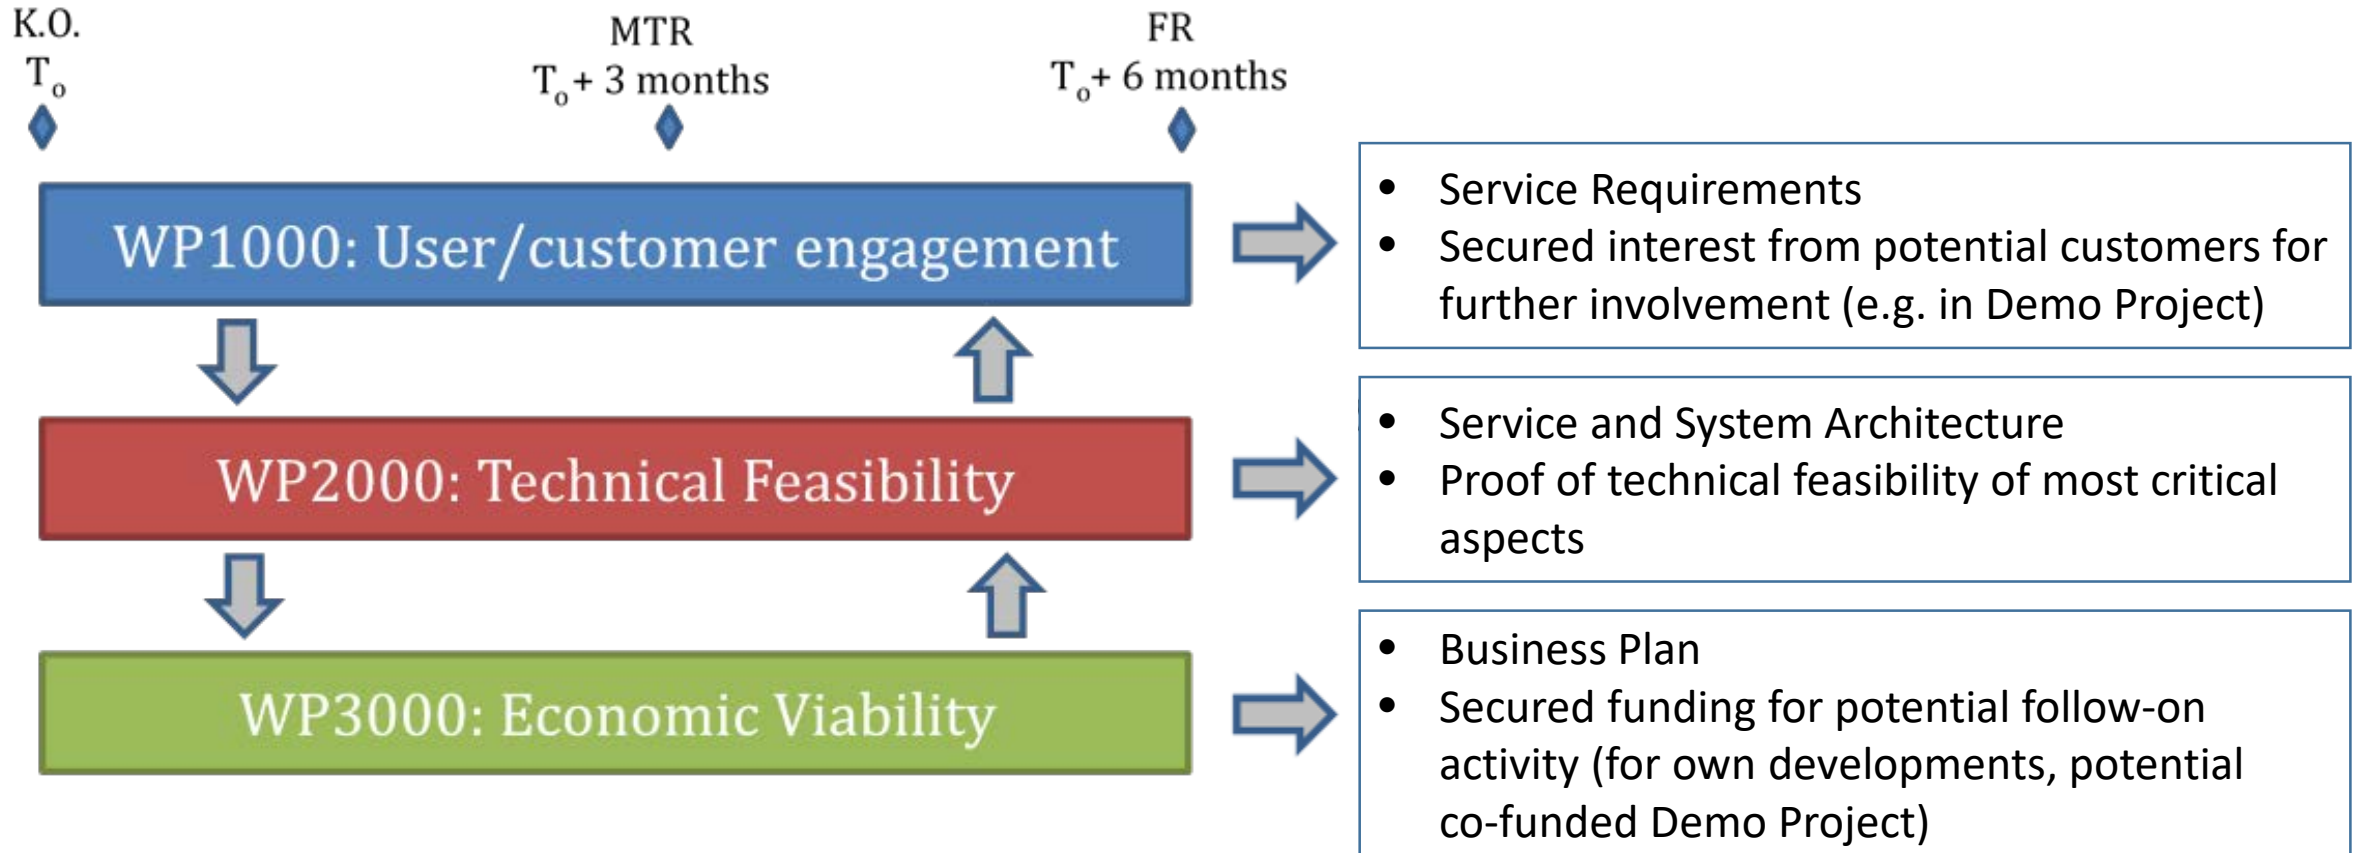 K.O.
T₀
MTR
T₀+ 3 months
FR
T₀+ 6 months
WP1000: User/customer engagement
• Service Requirements
• Secured interest from potential customers for
further involvement (e.g. in Demo Project)
WP2000: Technical Feasibility
• Service and System Architecture
• Proof of technical feasibility of most critical
aspects
WP3000: Economic Viability
• Business Plan
• Secured funding for potential follow-on
activity (for own developments, potential
co-funded Demo Project)